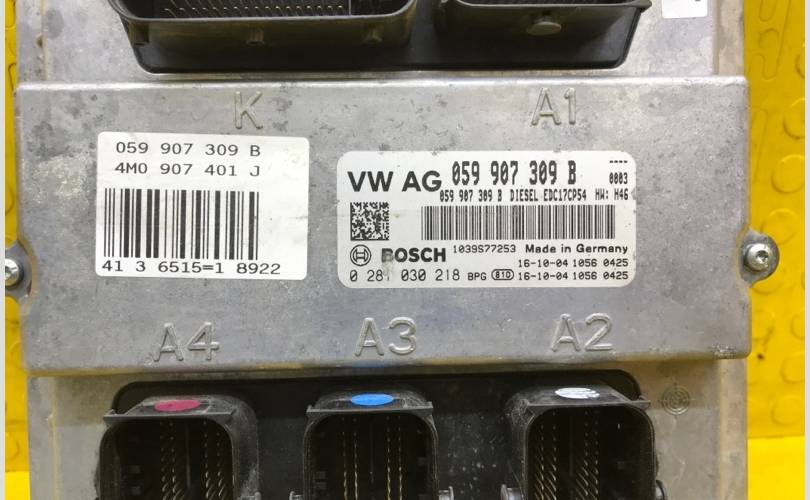 K
A1
059 907 309 B
4M0 907 401 J
41 3 6515=1 8922
VW AG 059 907 309 B
----
0003
059 907 309 B DIESEL EDC17CP54 HW: H46
BOSCH 1039S77253 Made in Germany
16-10-04 1056 0425
0 281 030 218 BPG 810 16-10-04 1056 0425
A4
A3
A2